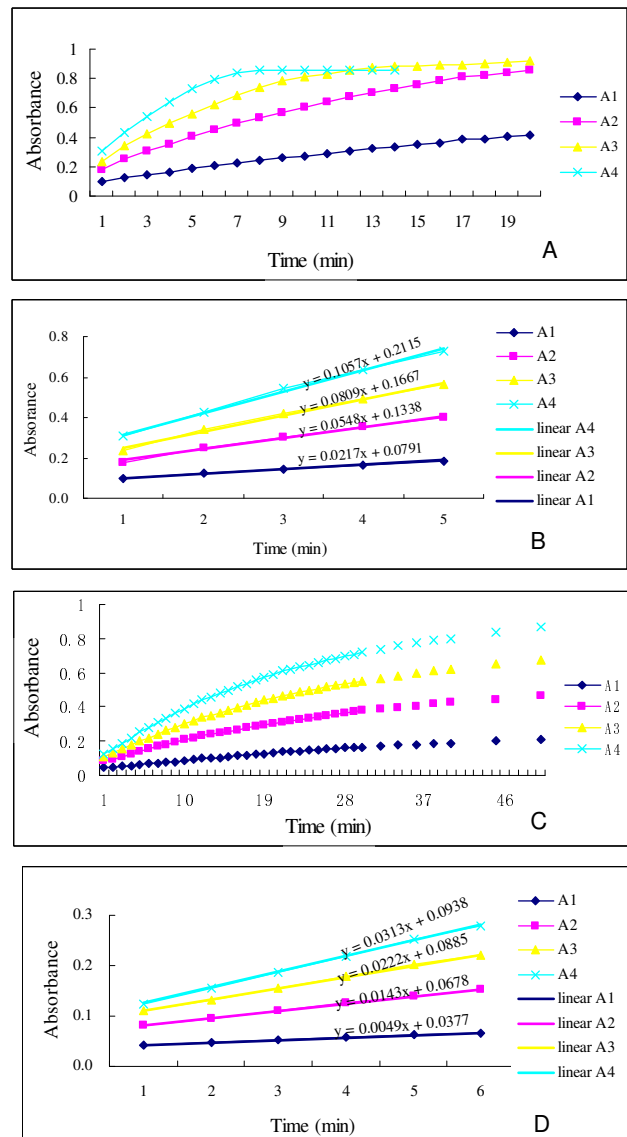 1
0.8
0.6
0.4
0.2
0
Absorbance
1 3 5 7 9 11 13 15 17 19
Time (min)
A1
A2
A3
A4
A
0.8
0.6
0.4
0.2
0.0
Absorance
y = 0.1057x + 0.2115
y = 0.0809x + 0.1667
y = 0.0548x + 0.1338
y = 0.0217x + 0.0791
1 2 3 4 5
Time (min)
A1
A2
A3
A4
linear A4
linear A3
linear A2
linear A1
B
1
0.8
0.6
0.4
0.2
0
Absorbance
1 10 19 28 37 46
Time (min)
A1
A2
A3
A4
C
0.3
0.2
0.1
0.0
Absorbance
y = 0.0313x + 0.0938
y = 0.0222x + 0.0885
y = 0.0143x + 0.0678
y = 0.0049x + 0.0377
1 2 3 4 5 6
Time (min)
A1
A2
A3
A4
linear A1
linear A2
linear A3
linear A4
D